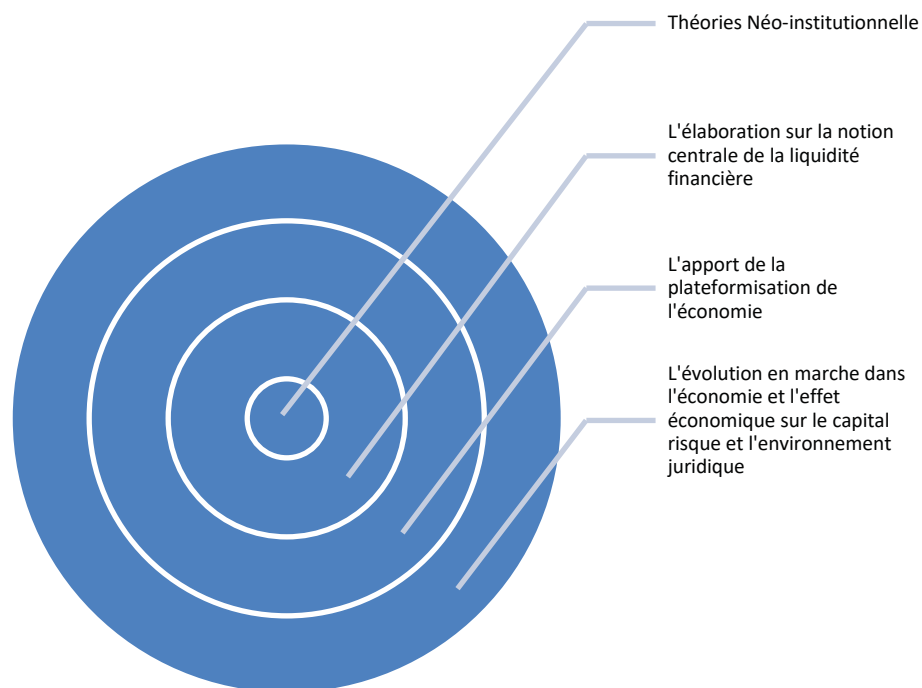 Théories Néo-institutionnelle
L'élaboration sur la notion
centrale de la liquidité
financière
L'apport de la
plateformisation de
l'économie
L'évolution en marche dans
l'économie et l'effet
économique sur le capital
risque et l'environnement
juridique